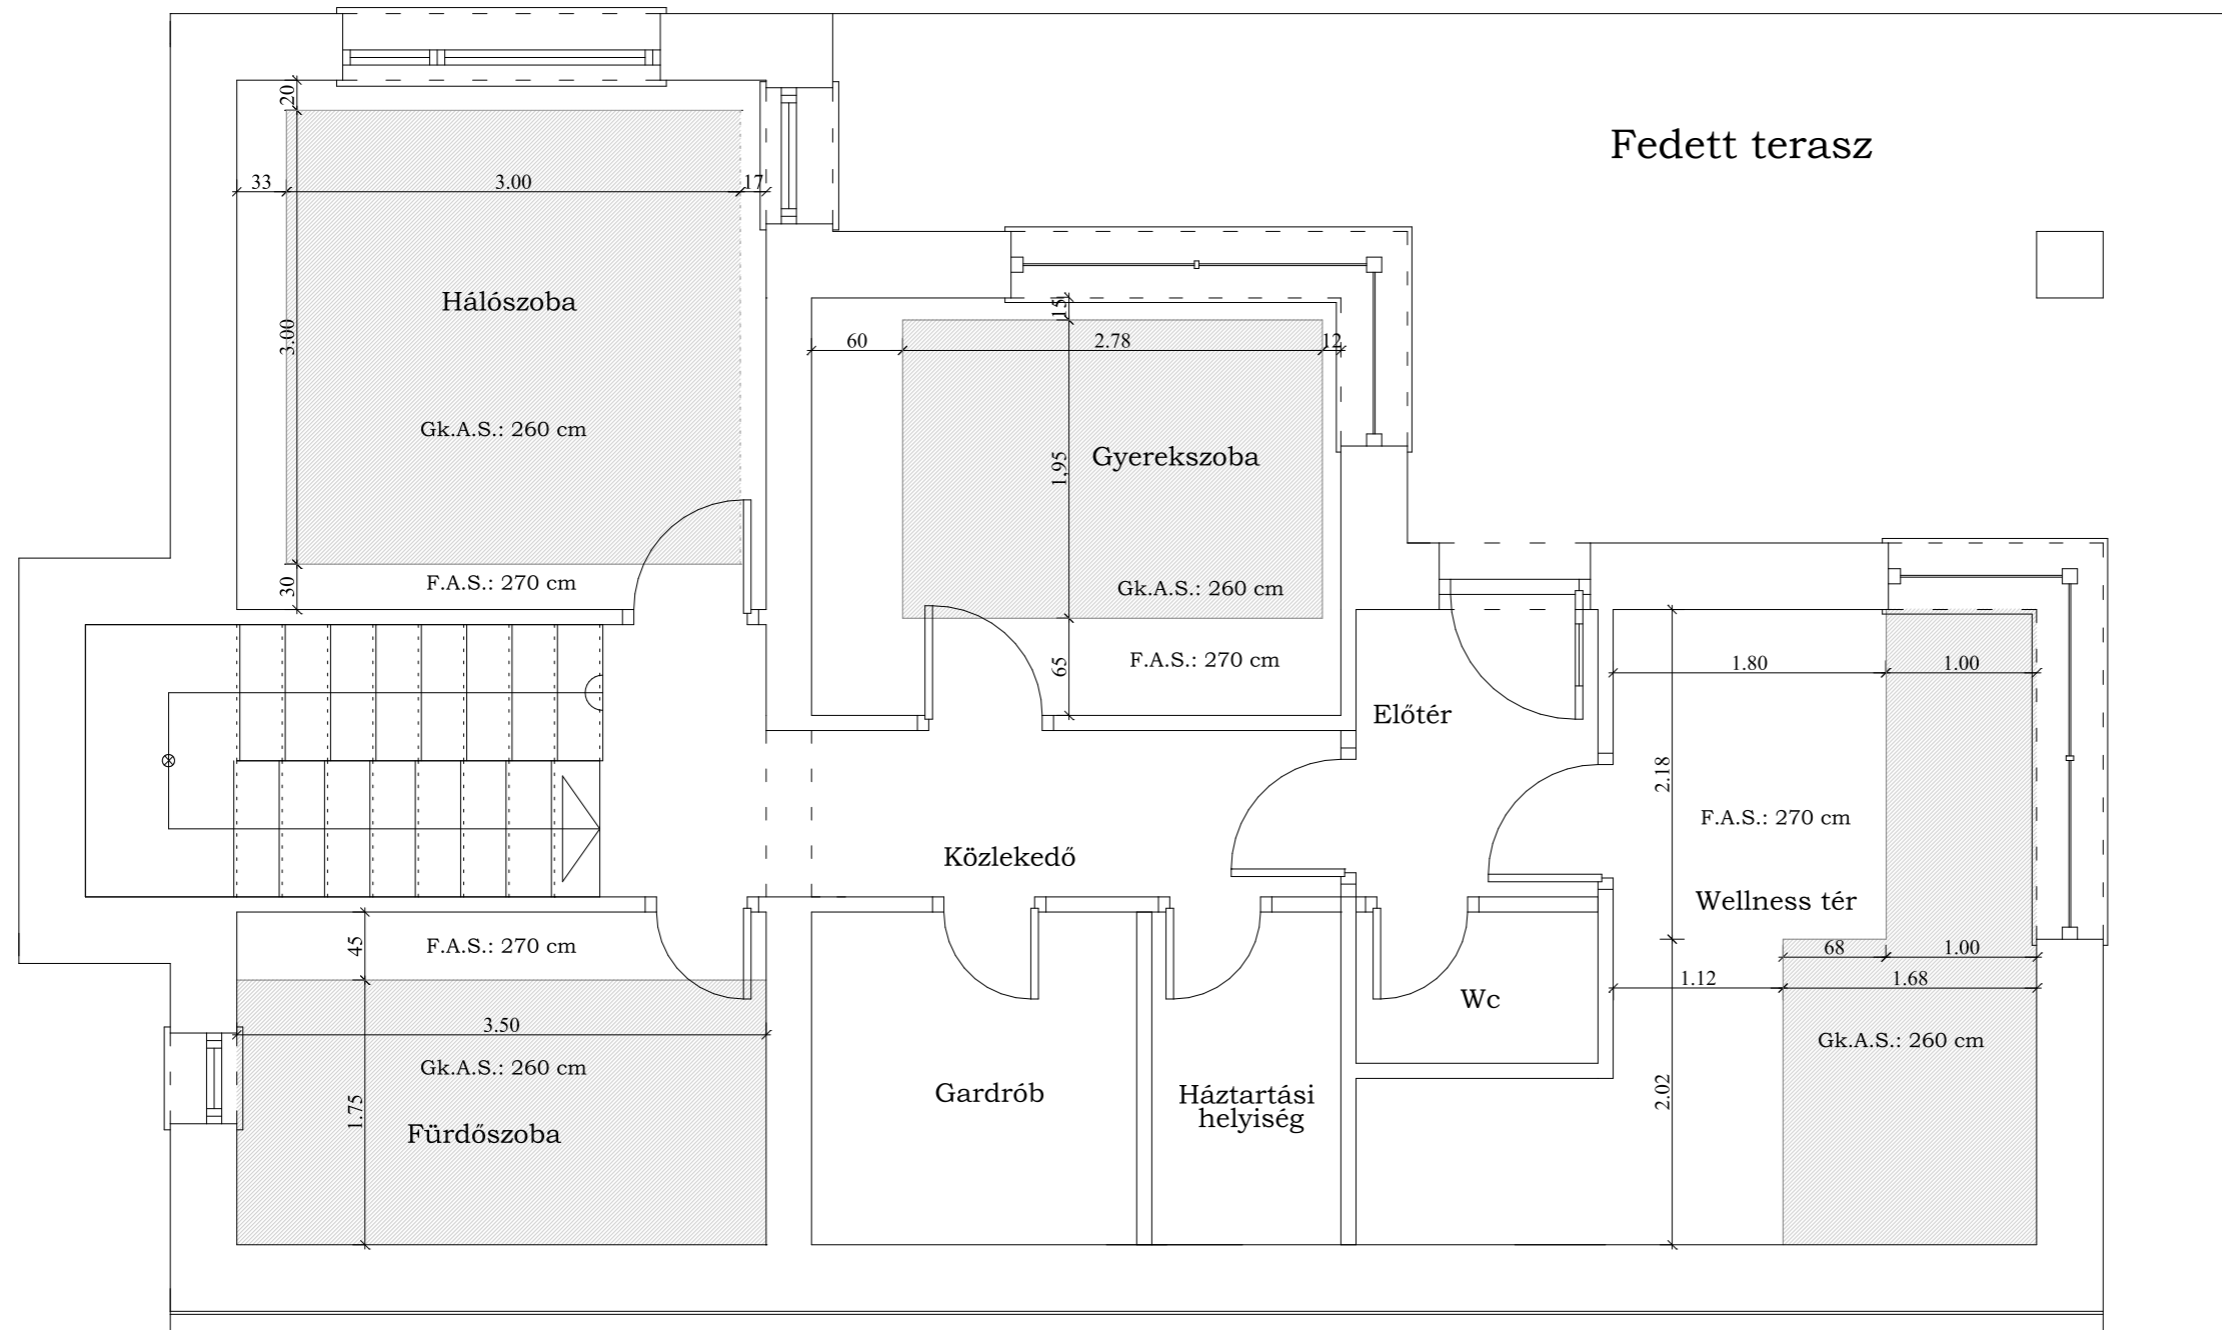 Fedett terasz
20
33
3.00
17
Hálószoba
3.00
Gk.A.S.: 260 cm
F.A.S.: 270 cm
30
15
60
2.78
12
Gyerekszoba
1,95
Gk.A.S.: 260 cm
F.A.S.: 270 cm
65
Előtér
1.80
1.00
2.18
F.A.S.: 270 cm
Wellness tér
68
1.00
1.12
1.68
Gk.A.S.: 260 cm
2.02
Közlekedő
F.A.S.: 270 cm
45
3.50
Gk.A.S.: 260 cm
1.75
Fürdőszoba
Gardrób
Háztartási
helyiség
Wc